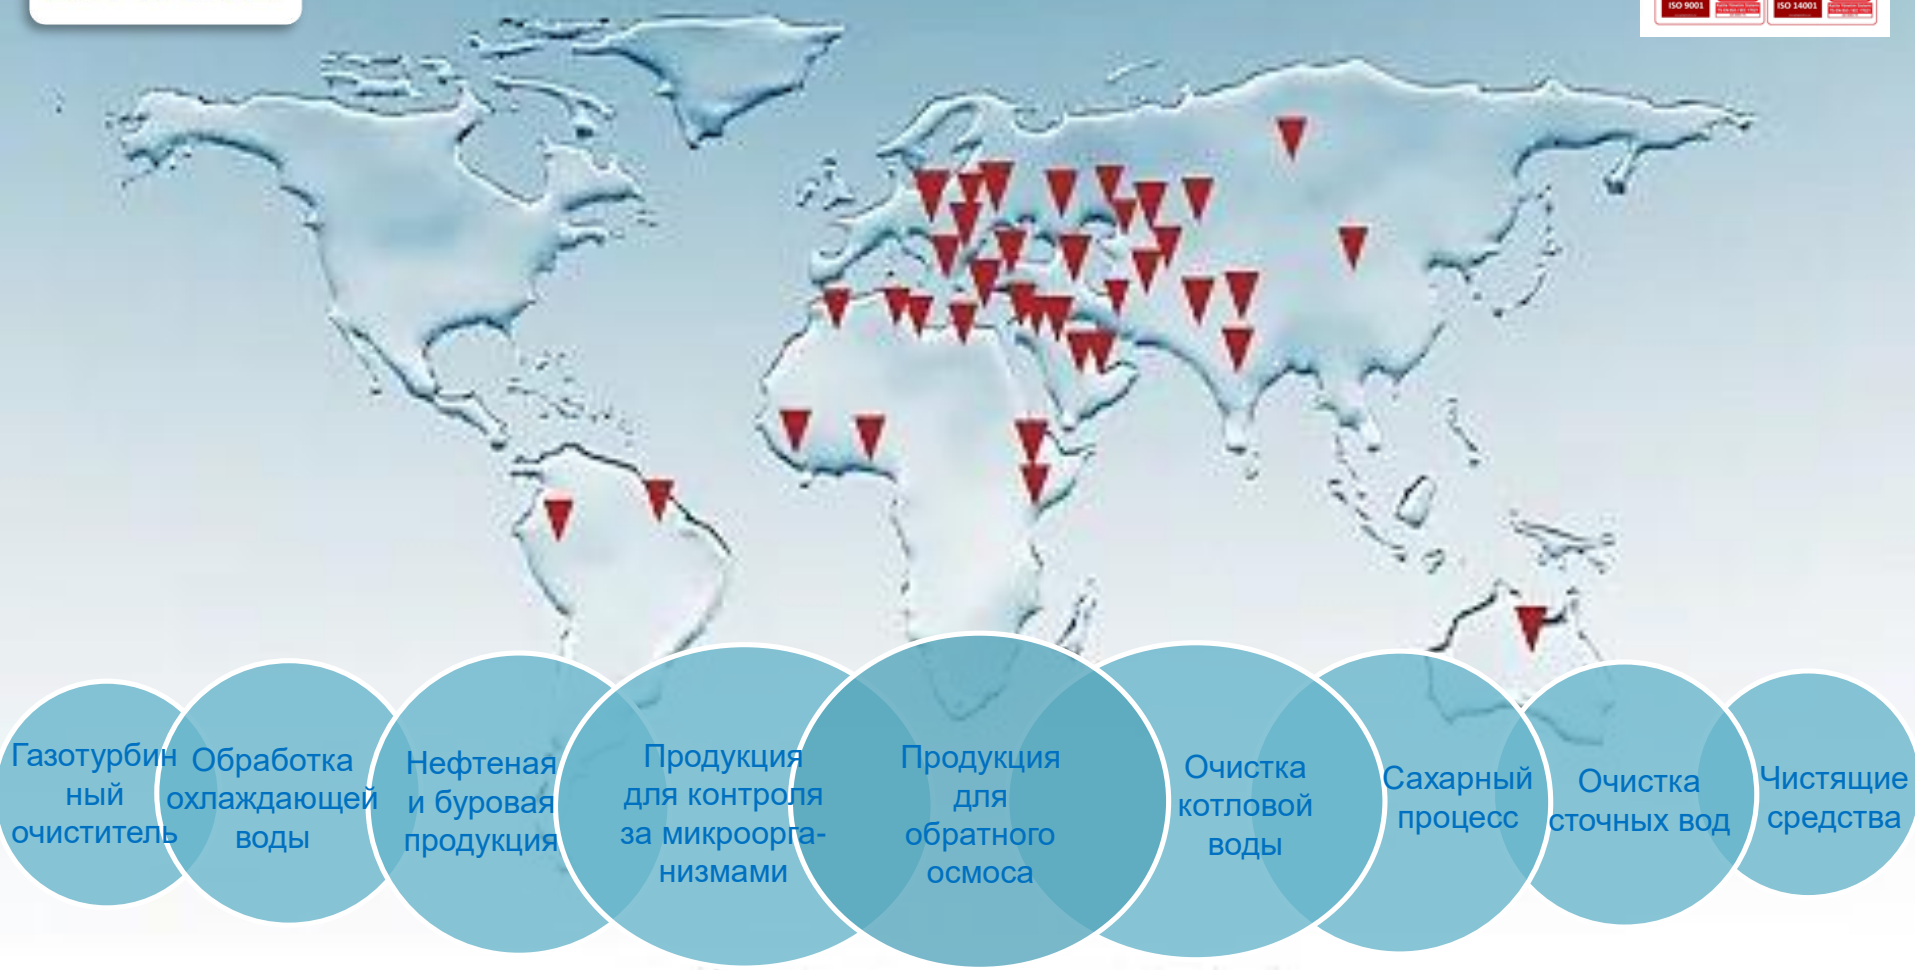 ISO 9001
ISO 14001
Газотурбин
ный
очиститель
Обработка
охлаждающей
воды
Нефтеная
и буровая
продукция
Продукция
для контроля
за микроорга-
низмами
Продукция
для
обратного
осмоса
Очистка
котловой
воды
Сахарный
процесс
Очистка
сточных вод
Чистящие
средства